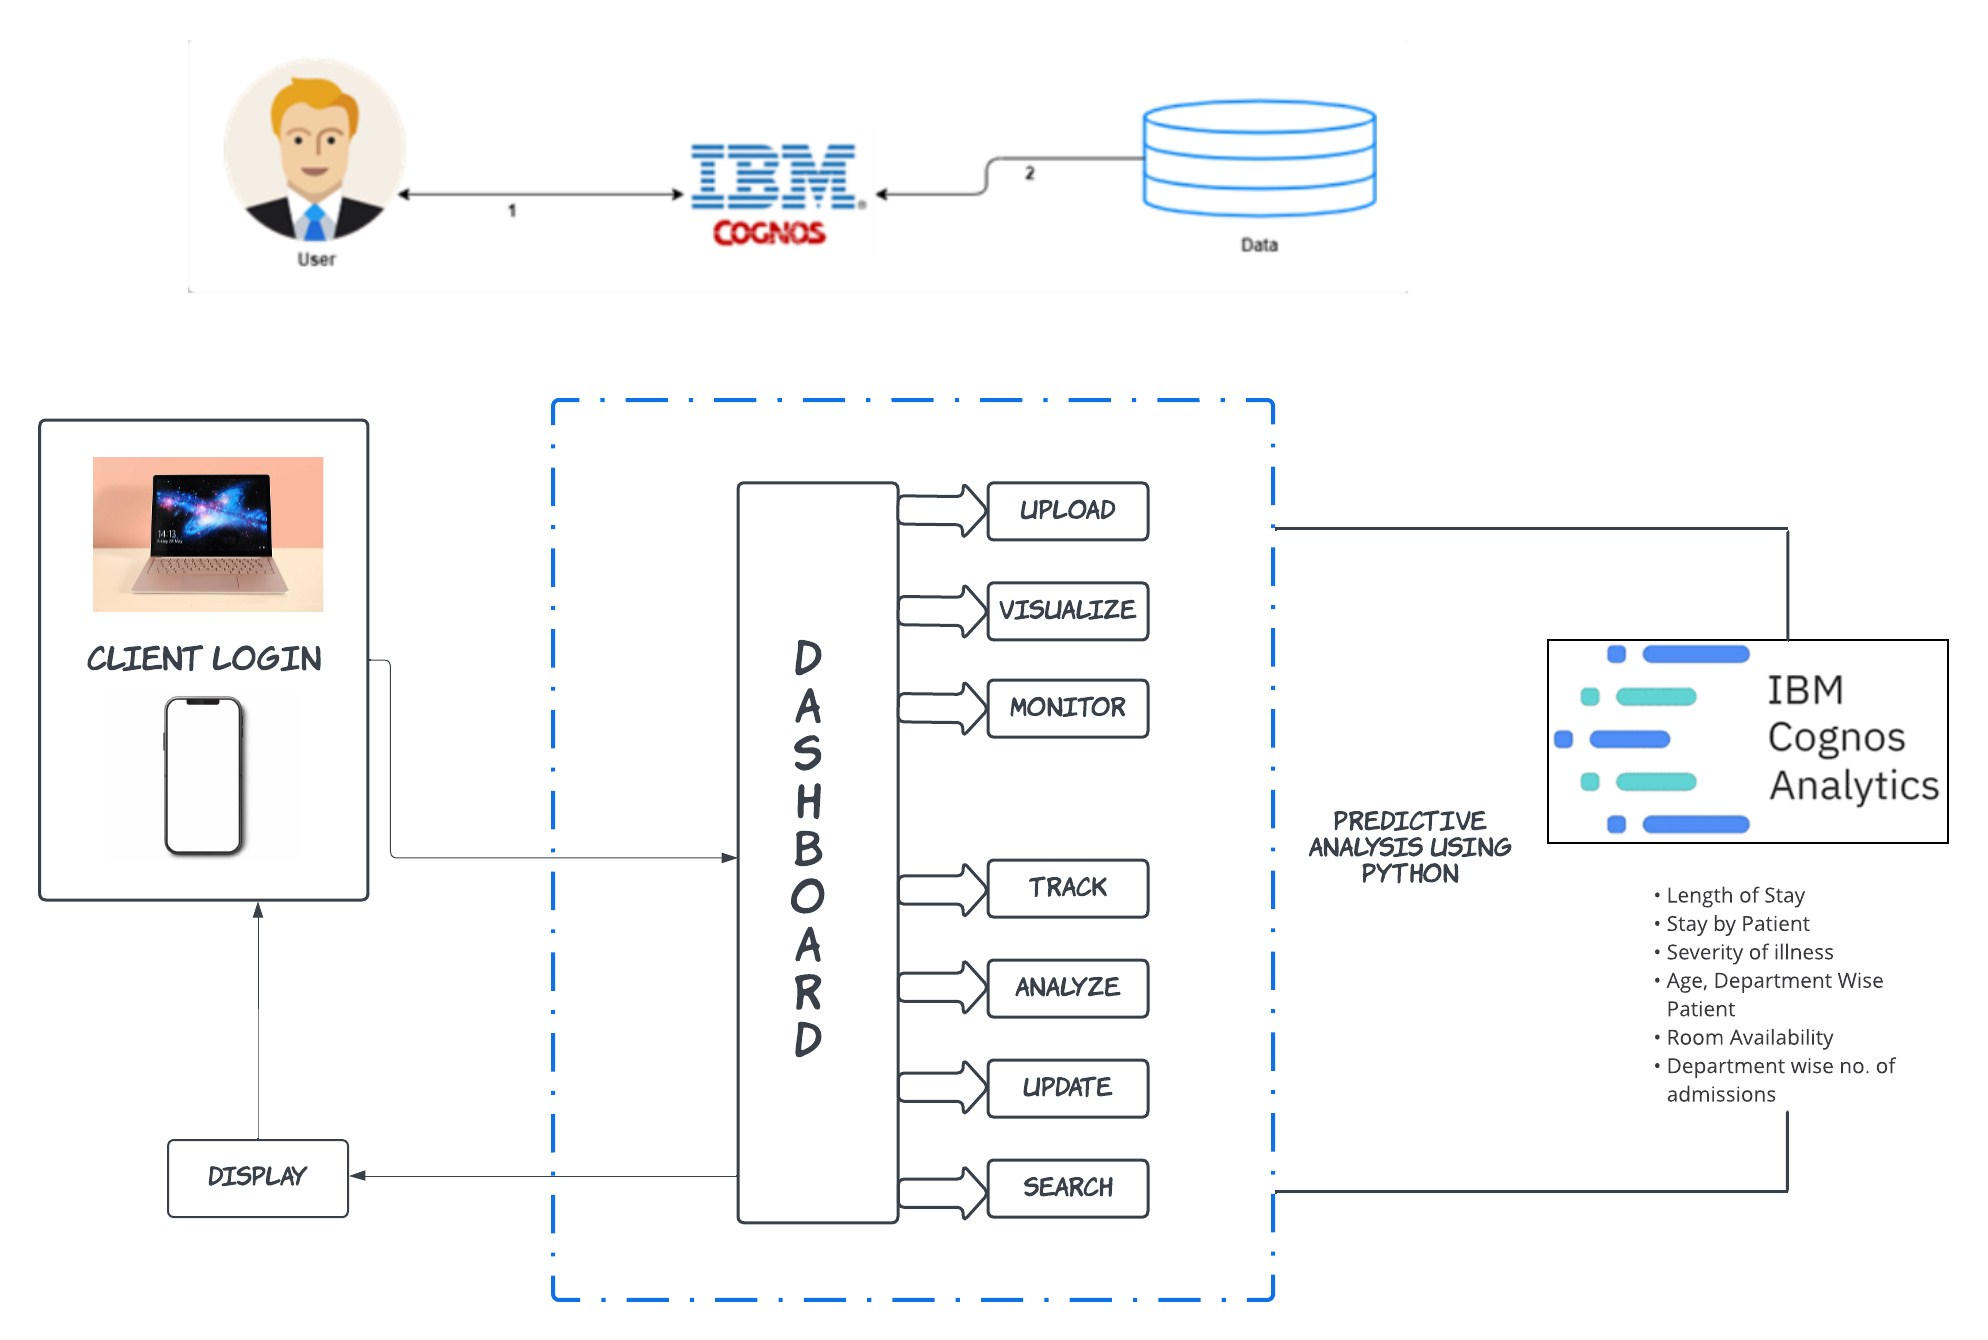 1
2
IBM
COGNOS
User
Data
CLIENT LOGIN
14:13
DASHBOARD
UPLOAD
VISUALIZE
MONITOR
TRACK
ANALYZE
UPDATE
SEARCH
DISPLAY
PREDICTIVE
ANALYSIS USING
PYTHON
IBM
Cognos
Analytics
• Length of Stay
• Stay by Patient
• Severity of illness
• Age, Department Wise
Patient
• Room Availability
• Department wise no. of
admissions